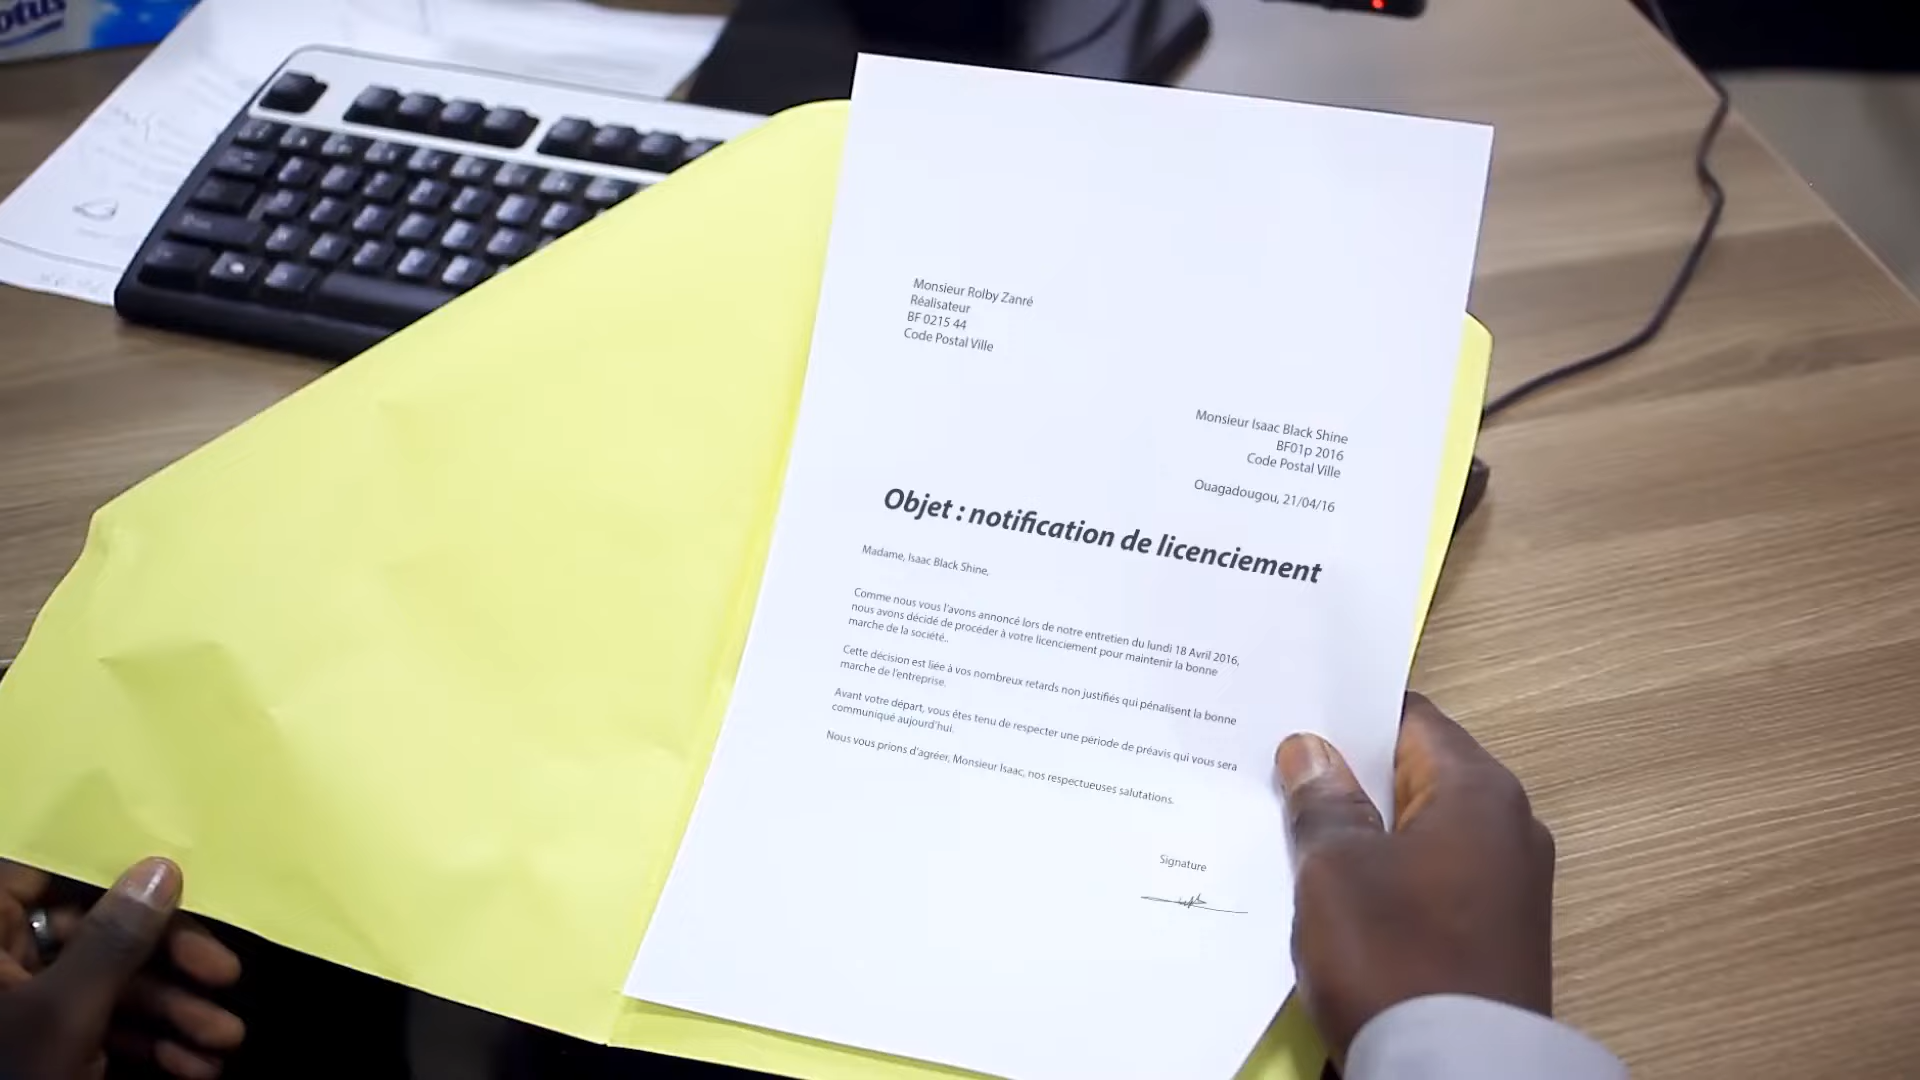 Monsieur Rolby Zanré
Réalisateur
BF 0215 44
Code Postal Ville
Monsieur Isaac Black Shine
BF01p 2016
Code Postal Ville
Ouagadougou, 21/04/16
Objet : notification de licenciement
Madame, Isaac Black Shine,
Comme nous vous l'avons annoncé lors de notre entretien du lundi 18 Avril 2016,
nous avons décidé de procéder à votre licenciement pour maintenir la bonne
marche de la société..
Cette décision est liée à vos nombreux retards non justifiés qui pénalisent la bonne
marche de l'entreprise.
Avant votre départ, vous êtes tenu de respecter une période de préavis qui vous sera
communiqué aujourd'hui.
Nous vous prions d'agréer, Monsieur Isaac, nos respectueuses salutations.
Signature